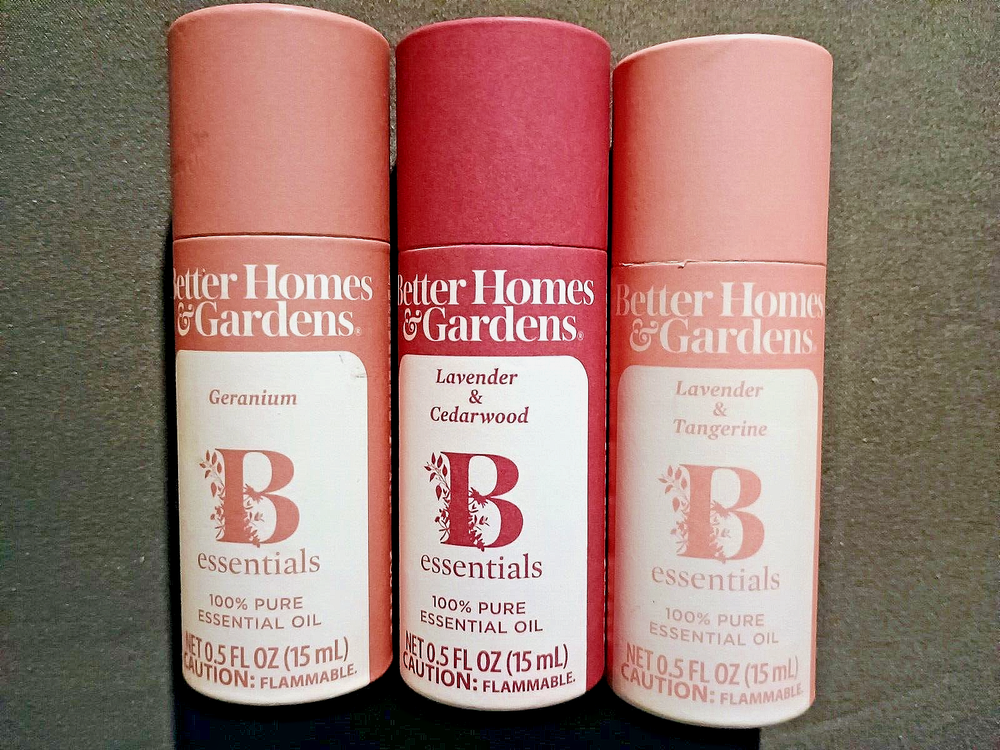 Better Homes
&Gardens®
Geranium
B
essentials
100% PURE
ESSENTIAL OIL
NET 0.5 FL OZ (15 mL)
CAUTION: FLAMMABLE.
Better Homes
&Gardens®
Lavender
&
Cedarwood
B
essentials
100% PURE
ESSENTIAL OIL
NET 0.5 FL OZ (15 mL)
CAUTION: FLAMMABLE.
Better Homes
&Gardens®
Lavender
&
Tangerine
B
essentials
100% PURE
ESSENTIAL OIL
NET 0.5 FL OZ (15 mL)
CAUTION: FLAMMABLE.